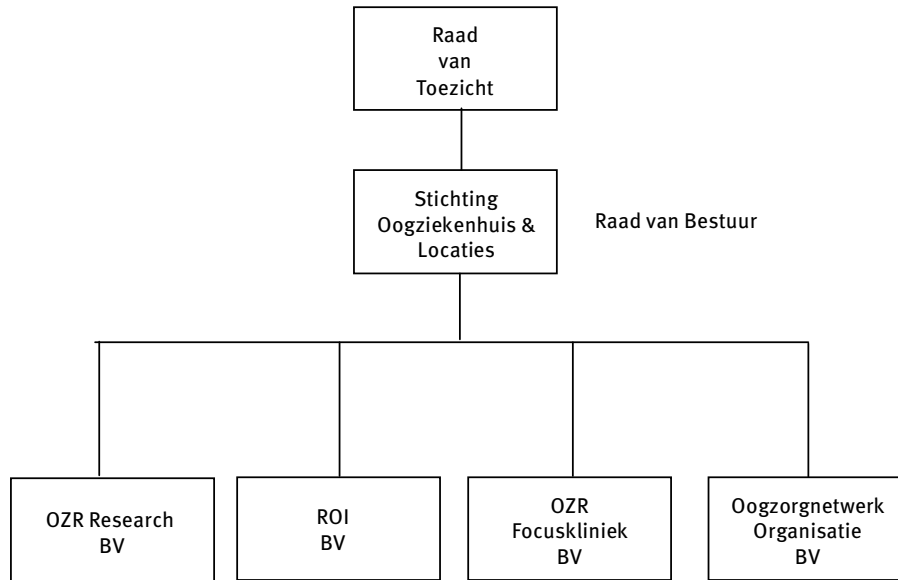 Raad
van
Toezicht
Stichting
Oogziekenhuis &
Locaties
Raad van Bestuur
OZR Research
BV
ROI
BV
OZR
Focuskliniek
BV
Oogzorgnetwerk
Organisatie
BV